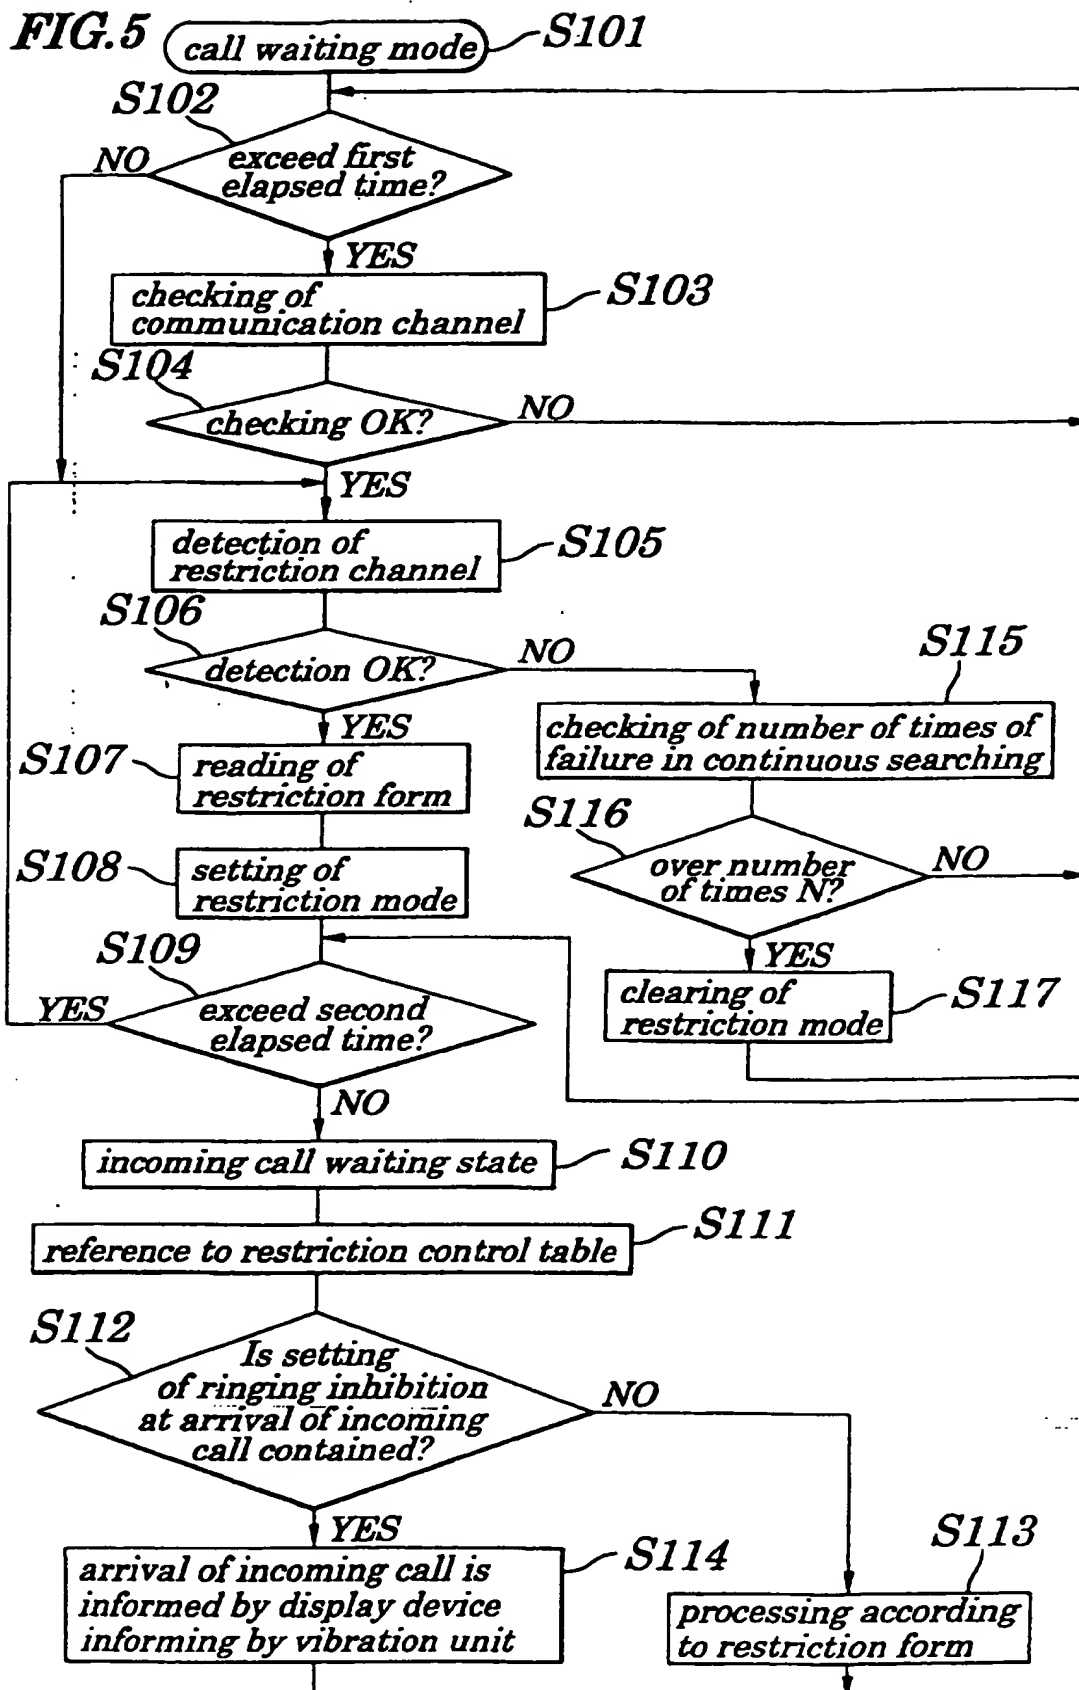 FIG.5
call waiting mode
S101
S102
NO
exceed first
elapsed time?
YES
checking of
communication channel
S103
S104
checking OK?
NO
YES
detection of
restriction channel
S105
S106
detection OK?
NO
S115
YES
checking of number of times of
failure in continuous searching
S107
reading of
restriction form
S116
over number
of times N?
NO
S108
setting of
restriction mode
S109
YES
YES
exceed second
elapsed time?
clearing of
restriction mode
S117
NO
incoming call waiting state
S110
reference to restriction control table
S111
S112
Is setting
of ringing inhibition
at arrival of incoming
call contained?
NO
YES
arrival of incoming call is
informed by display device
informing by vibration unit
S114
S113
processing according
to restriction form